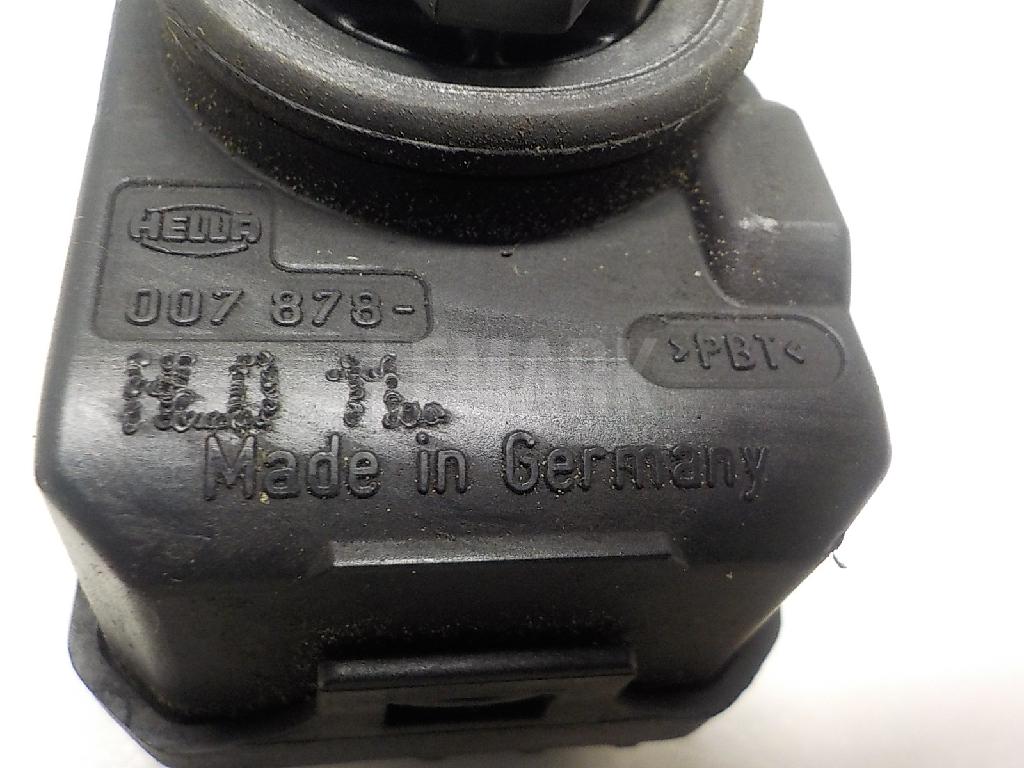 HELLA
007 878-
>PBT<
Made in Germany